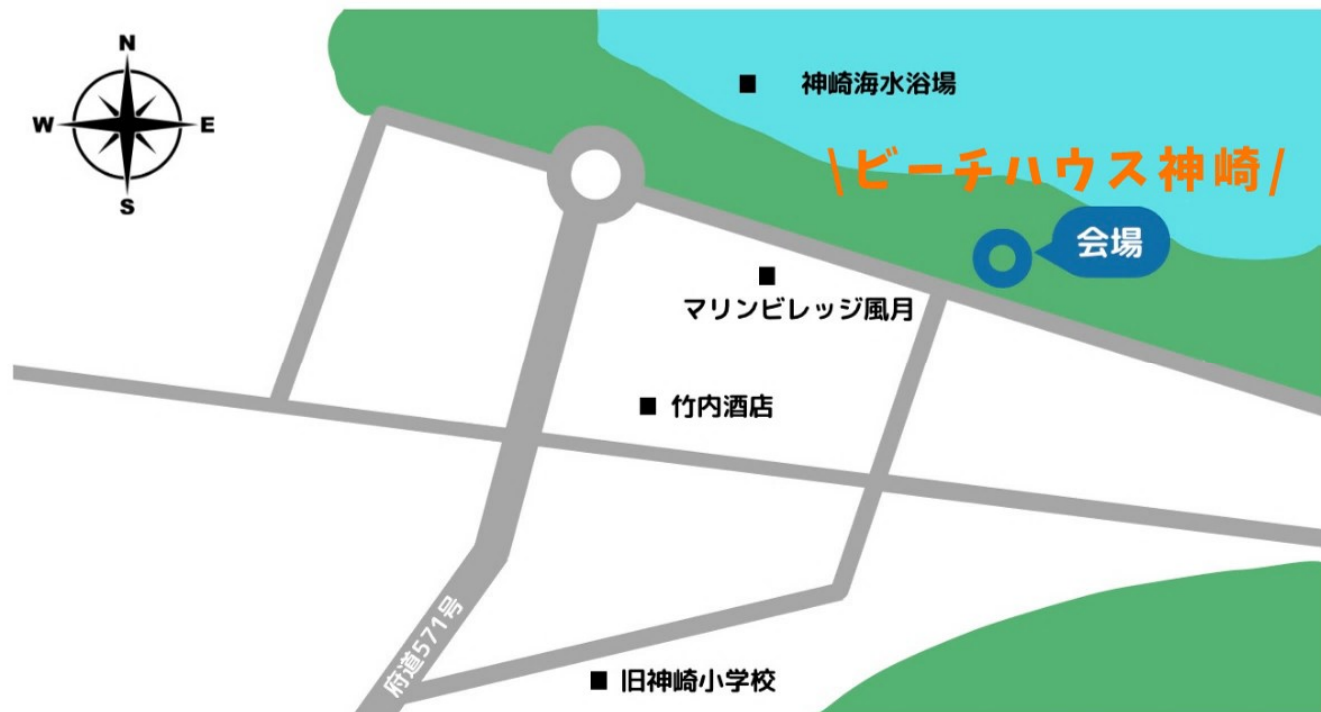 N
W
E
S
神崎海水浴場
\ビーチハウス神崎/
会場
マリンビレッジ風月
竹内酒店
府道571号
旧神崎小学校